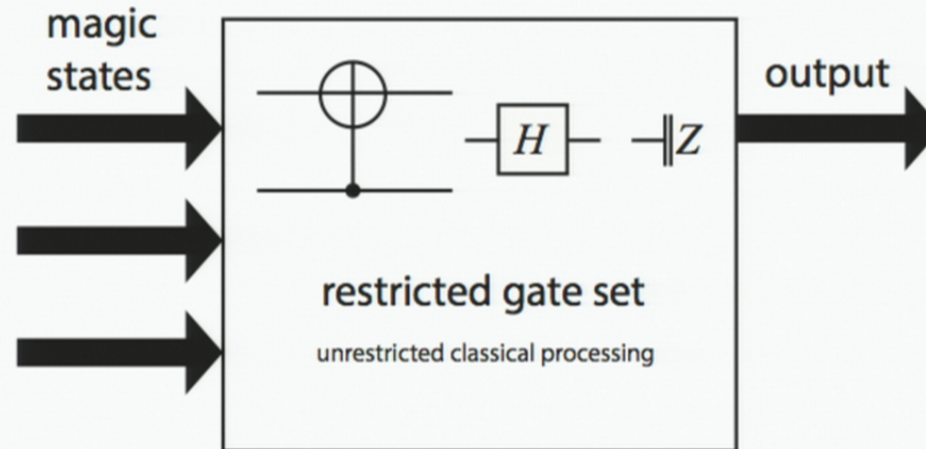 magic
states
output
H
Z
restricted gate set
unrestricted classical processing